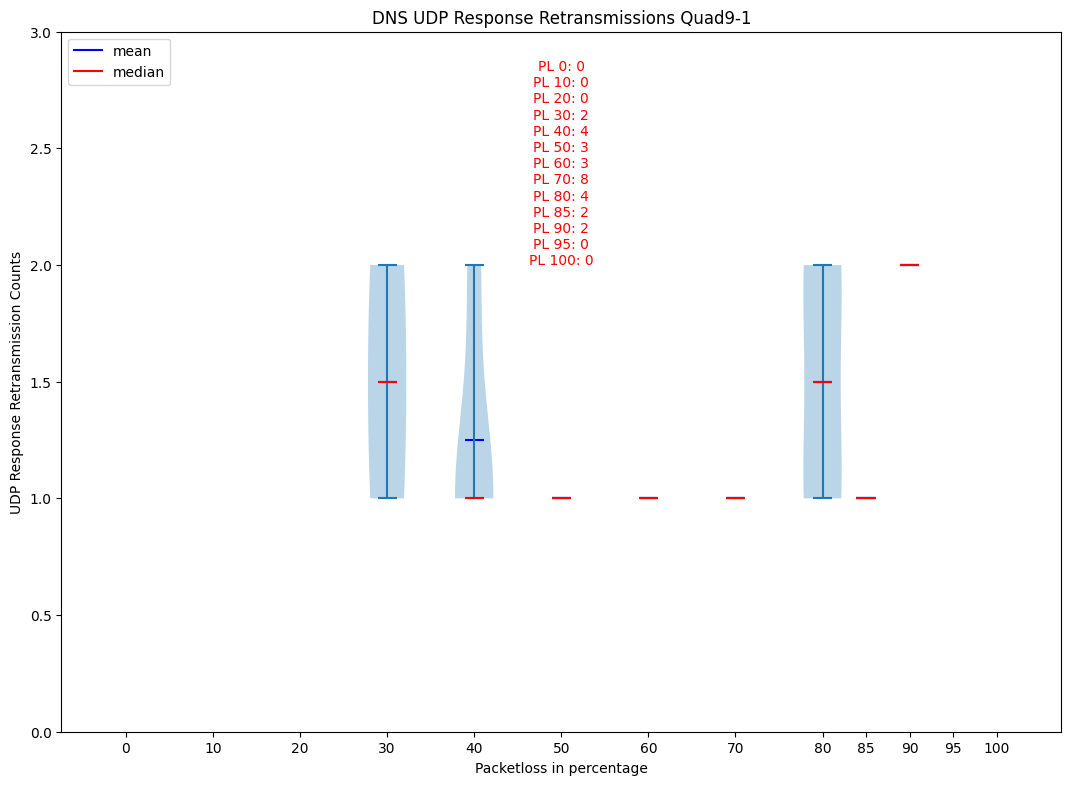 DNS UDP Response Retransmissions Quad9-1
mean
median
PL 0: 0
PL 10: 0
PL 20: 0
PL 30: 2
PL 40: 4
PL 50: 3
PL 60: 3
PL 70: 8
PL 80: 4
PL 85: 2
PL 90: 2
PL 95: 0
PL 100: 0
UDP Response Retransmission Counts
3.0
2.5
2.0
1.5
1.0
0.5
0.0
0 10 20 30 40 50 60 70 80 85 90 95 100
Packetloss in percentage